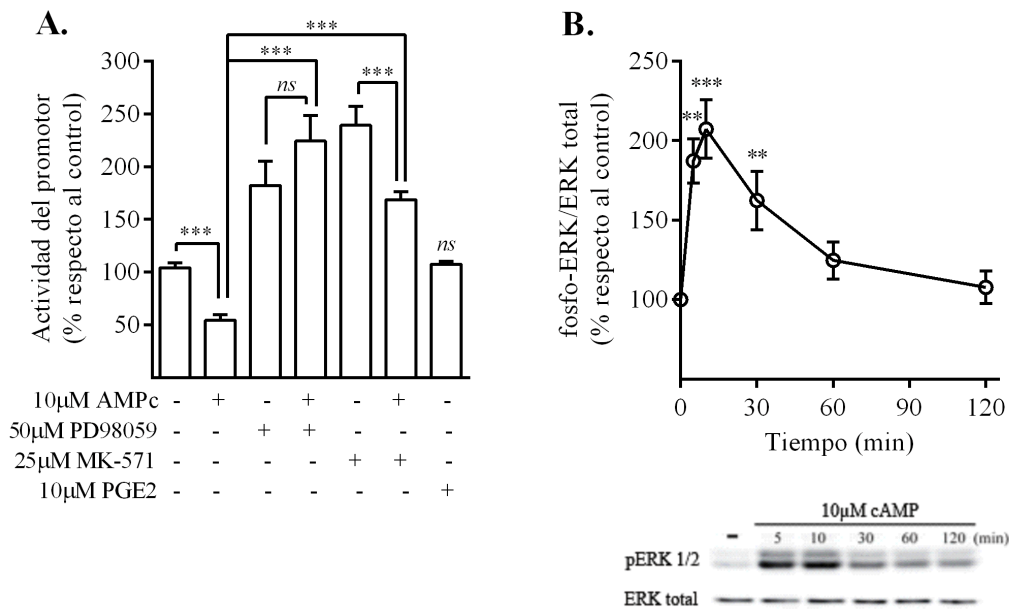 A.
Actividad del promotor
(% respecto al control)
300
250
200
150
100
50
***
***
***
ns
***
ns
10µM AMPc - + - + - + -
50µM PD98059 - - + + - - -
25µM MK-571 - - - - + + -
10µM PGE2 - - - - - - +
B.
fosfo-ERK/ERK total
(% respecto al control)
250
200
150
100
**
***
**
0 30 60 90 120
Tiempo (min)
10µM cAMP
- 5 10 30 60 120 (min)
pERK 1/2
ERK total